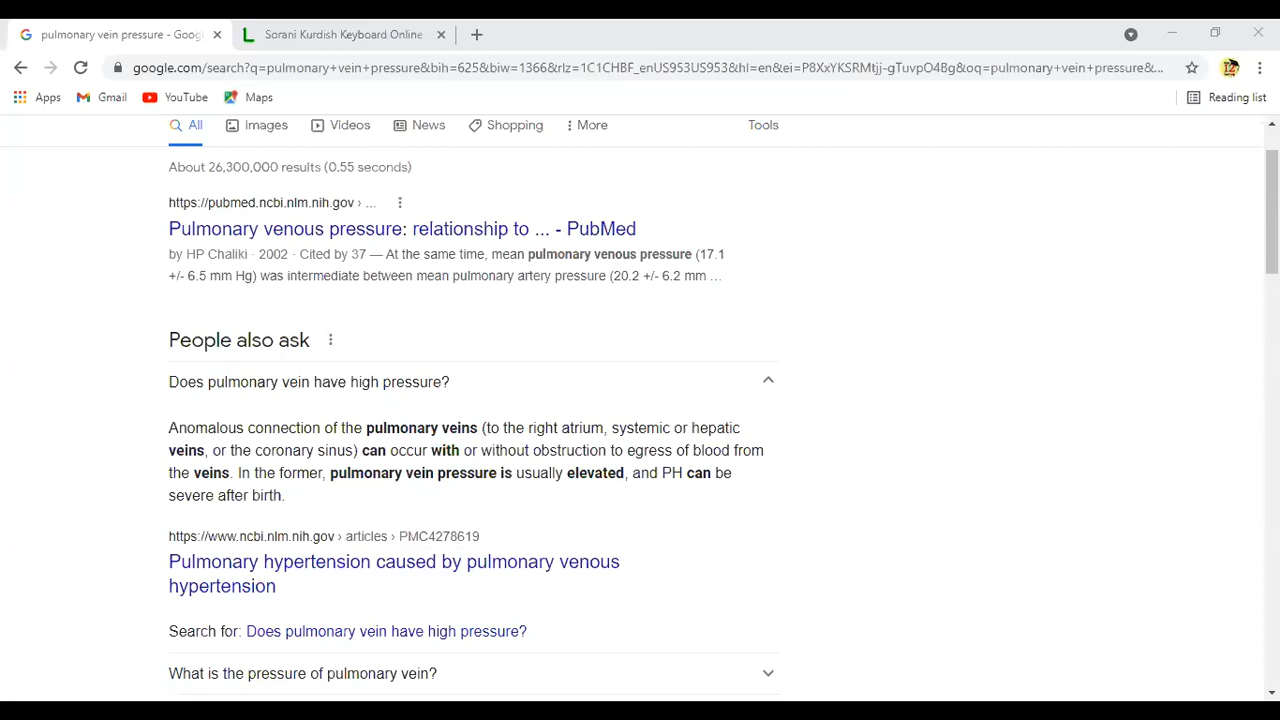 pulmonary vein pressure - Goog
Sorani Kurdish Keyboard Online
google.com/search?q=pulmonary+vein+pressure&bih=625&biw=1366&rlz=1C1CHBF_enUS953US953&hl=en&ei=P8XxYKSRMtjj-gTuvpO4Bg&oq=pulmonary+vein+pressure&...
Apps Gmail YouTube Maps Reading list
All Images Videos News Shopping More Tools
About 26,300,000 results (0.55 seconds)
https://pubmed.ncbi.nlm.nih.gov › ...
Pulmonary venous pressure: relationship to ... - PubMed
by HP Chaliki · 2002 · Cited by 37 — At the same time, mean pulmonary venous pressure (17.1
+/- 6.5 mm Hg) was intermediate between mean pulmonary artery pressure (20.2 +/- 6.2 mm ...
People also ask
Does pulmonary vein have high pressure?
Anomalous connection of the pulmonary veins (to the right atrium, systemic or hepatic
veins, or the coronary sinus) can occur with or without obstruction to egress of blood from
the veins. In the former, pulmonary vein pressure is usually elevated, and PH can be
severe after birth.
https://www.ncbi.nlm.nih.gov › articles › PMC4278619
Pulmonary hypertension caused by pulmonary venous
hypertension
Search for: Does pulmonary vein have high pressure?
What is the pressure of pulmonary vein?